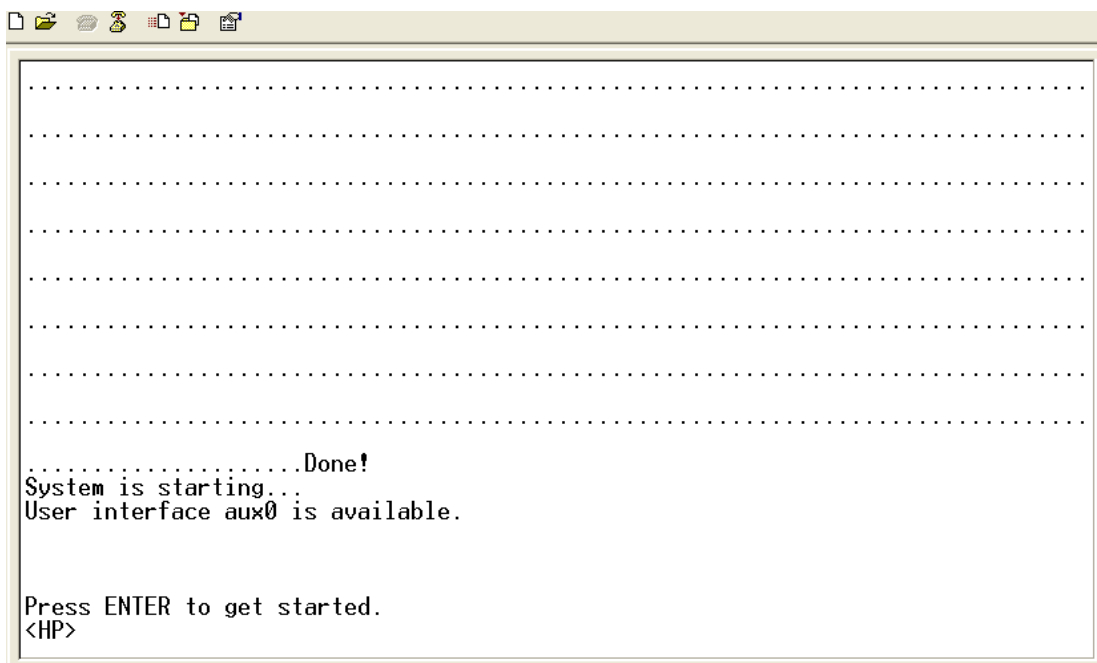 .................................................................................
.................................................................................
.................................................................................
.................................................................................
.................................................................................
.................................................................................
.................................................................................
.................................................................................
.....................Done!
System is starting...
User interface aux0 is available.
Press ENTER to get started.
<HP>